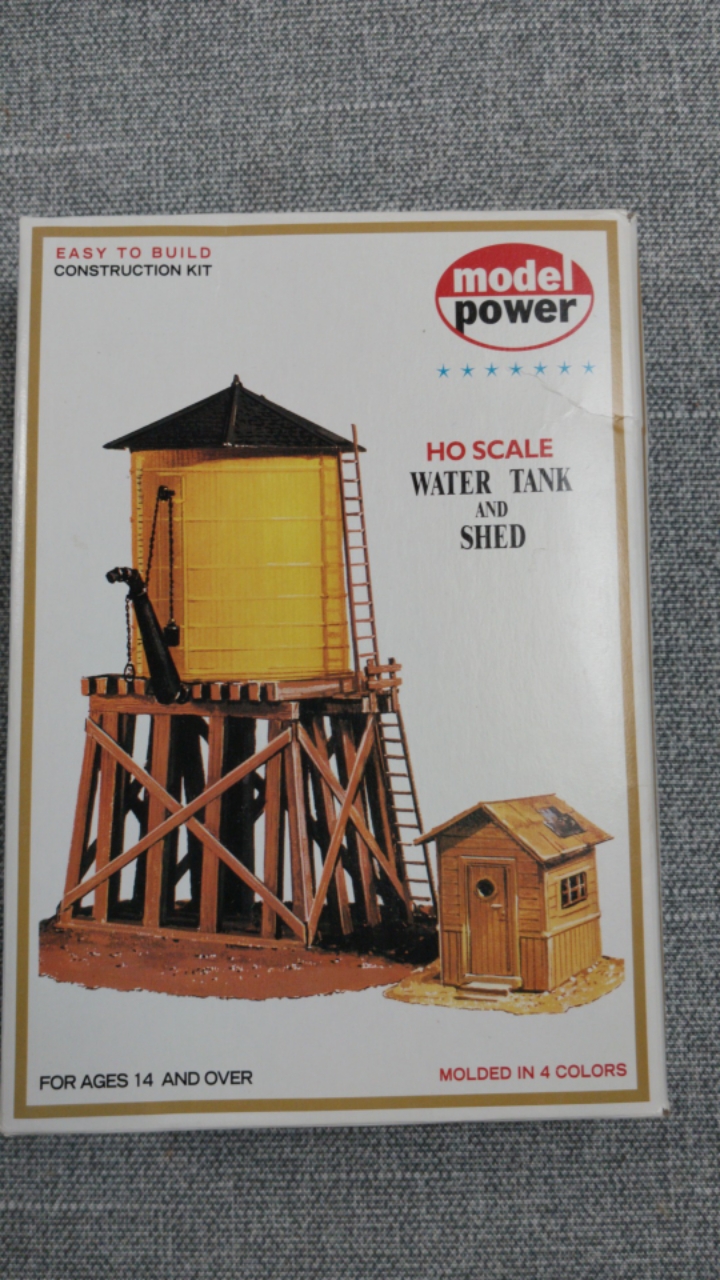 EASY TO BUILD
CONSTRUCTION KIT
model
power
HO SCALE
WATER TANK
AND
SHED
FOR AGES 14 AND OVER
MOLDED IN 4 COLORS